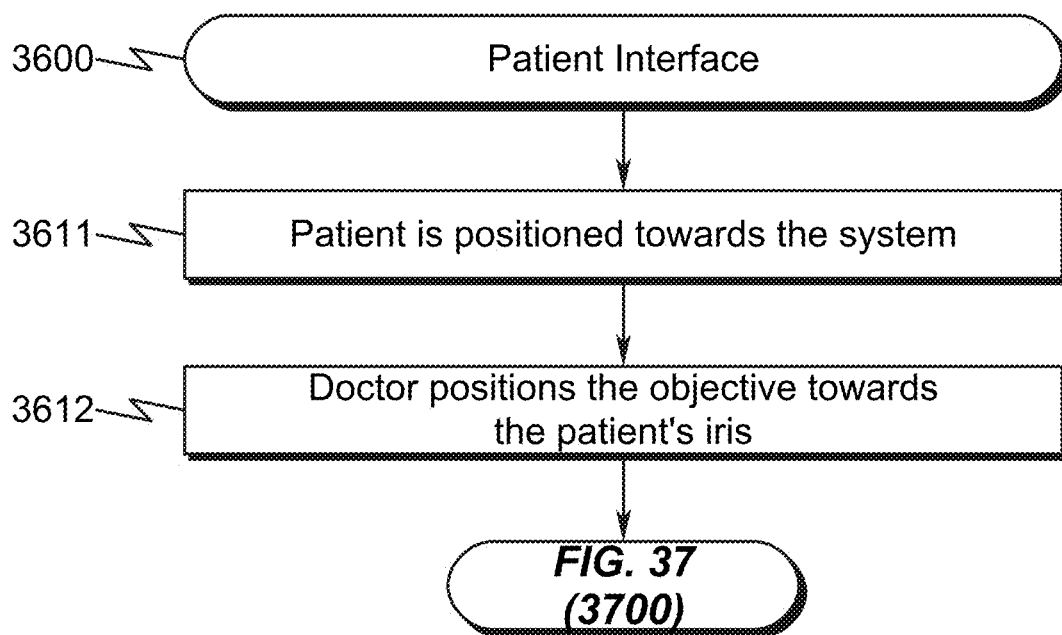 3600
Patient Interface
3611
Patient is positioned towards the system
3612
Doctor positions the objective towards
the patient's iris
FIG. 37
(3700)